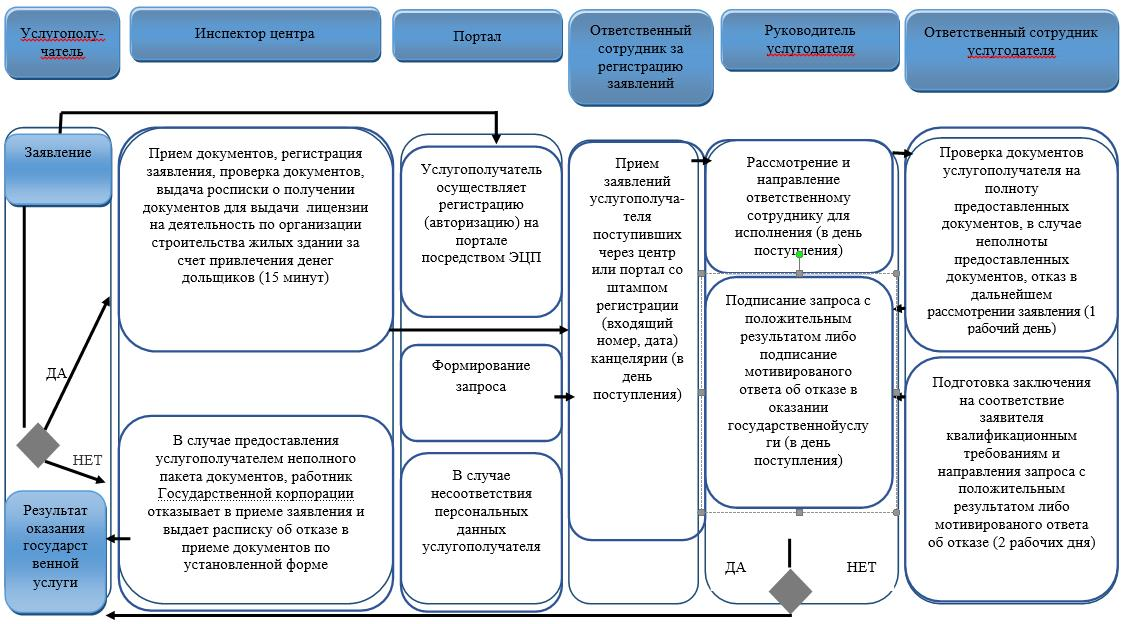 Услугополу-
чатель
Инспектор центра
Портал
Ответственный
сотрудник за
регистрацию
заявлений
Руководитель
услугодателя
Ответственный сотрудник
услугодателя
Заявление
ДА
НЕТ
Результат
оказания
государст
венной
услуги
Прием документов, регистрация
заявления, проверка документов,
выдача росписки о получении
документов для выдачи лицензии
на деятельность по организации
строительства жилых здании за
счет привлечения денег
дольщиков (15 минут)
В случае предоставления
услугополучателем неполного
пакета документов, работник
Государственной корпорации
отказывает в приеме заявления и
выдает расписку об отказе в
приеме документов по
установленной форме
Услугополучатель
осуществляет
регистрацию
(авторизацию) на
портале
посредством ЭЦП
Формирование
запроса
В случае
несоответствия
персональных
данных
услугополучателя
Прием
заявлений
услугополуча-
теля
поступивших
через центр
или портал со
штампом
регистрации
(входящий
номер, дата)
канцелярии (в
день
поступления)
Рассмотрение и
направление
ответственному
сотруднику для
исполнения (в день
поступления)
Подписание запроса с
положительным
результатом либо
подписание
мотивированого
ответа об отказе в
оказании
государственнойуслу
ги (в день
поступления)
ДА
НЕТ
Проверка документов
услугополучателя на
полноту
предоставленных
документов, в случае
неполноты
предоставленных
документов, отказ в
дальнейшем
рассмотрении заявления (1
рабочий день)
Подготовка заключения
на соответствие
заявителя
квалификационным
требованиям и
направления запроса с
положительным
результатом либо
мотивированого ответа
об отказе (2 рабочих дня)